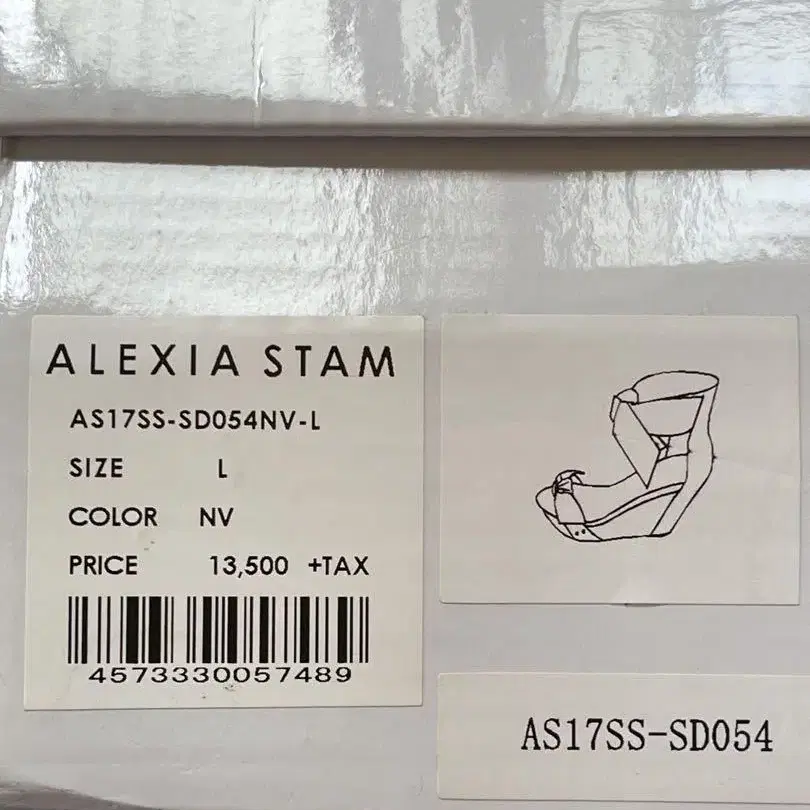 ALEXIA STAM
AS17SS-SD054NV-L
SIZE L
COLOR NV
PRICE 13,500 +TAX
4573330057489
AS17SS-SD054